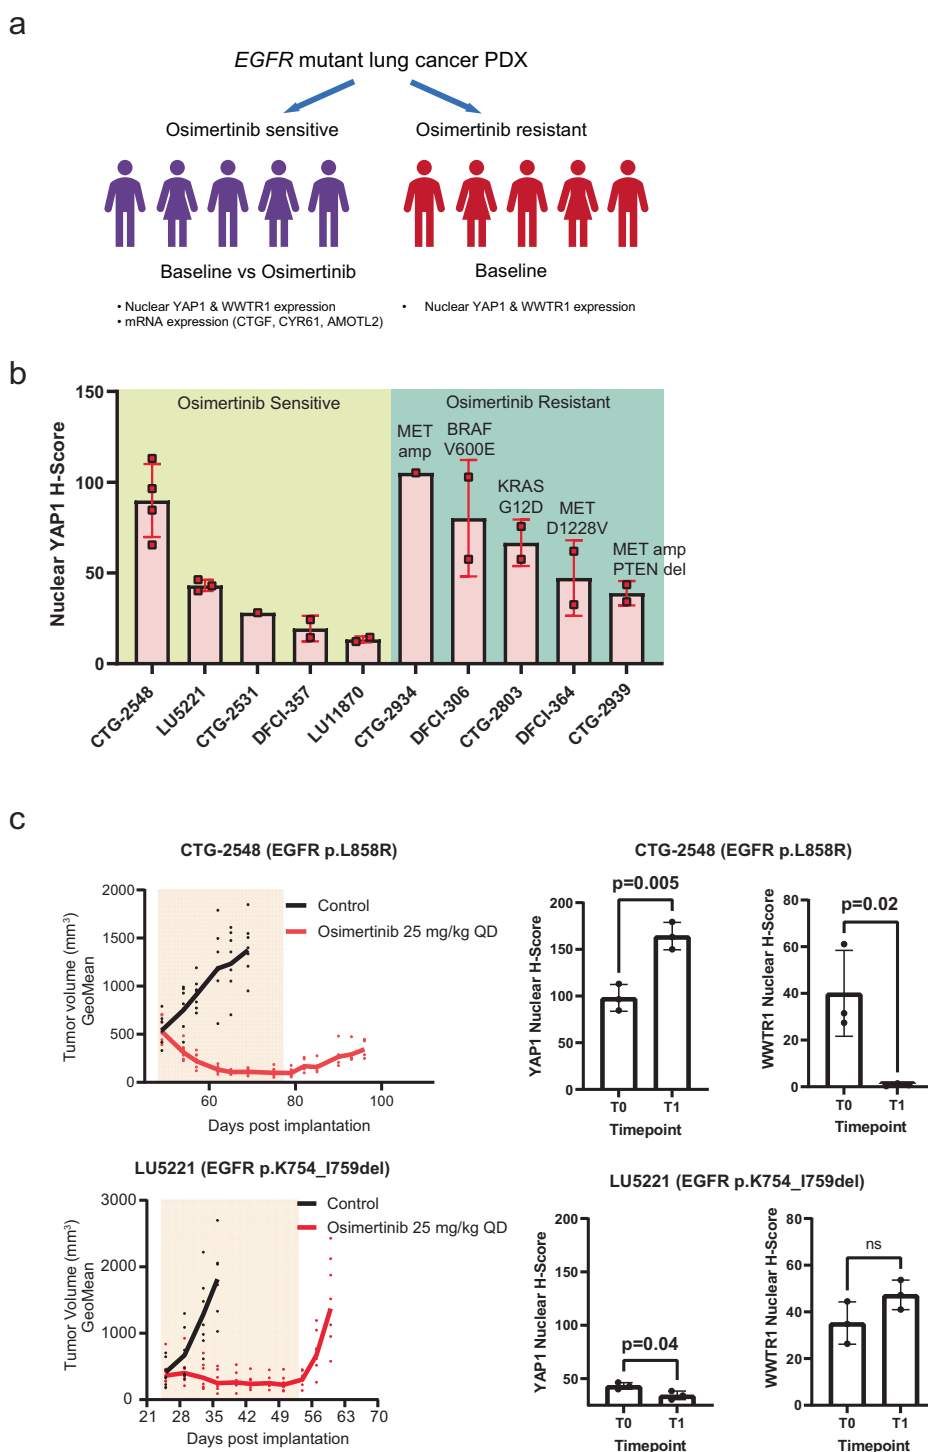 a
EGFR mutant lung cancer PDX
Osimertinib sensitive
Osimertinib resistant
Baseline vs Osimertinib
Baseline
• Nuclear YAP1 & WWTR1 expression
• mRNA expression (CTGF, CYR61, AMOTL2)
• Nuclear YAP1 & WWTR1 expression
b
Nuclear YAP1 H-Score
150
100
50
0
Osimertinib Sensitive
Osimertinib Resistant
MET
amp
BRAF
V600E
KRAS
G12D
MET
D1228V
MET amp
PTEN del
CTG-2548
LU5221
CTG-2531
DFCI-357
LU11870
CTG-2934
DFCI-306
CTG-2803
DFCI-364
CTG-2939
c
CTG-2548 (EGFR p.L858R)
Tumor volume (mm³)
GeoMean
2000
1500
1000
500
0
60
80
100
Days post implantation
Control
Osimertinib 25 mg/kg QD
CTG-2548 (EGFR p.L858R)
YAP1 Nuclear H-Score
200
150
100
50
0
p=0.005
T0
T1
Timepoint
WWTR1 Nuclear H-Score
80
60
40
20
0
p=0.02
T0
T1
Timepoint
LU5221 (EGFR p.K754_I759del)
Tumor Volume (mm³)
GeoMean
3000
2000
1000
0
21
28
35
42
49
56
63
70
Days post implantation
Control
Osimertinib 25 mg/kg QD
LU5221 (EGFR p.K754_I759del)
YAP1 Nuclear H-Score
200
150
100
50
p=0.04
T0
T1
Timepoint
WWTR1 Nuclear H-Score
80
60
40
20
0
ns
T0
T1
Timepoint